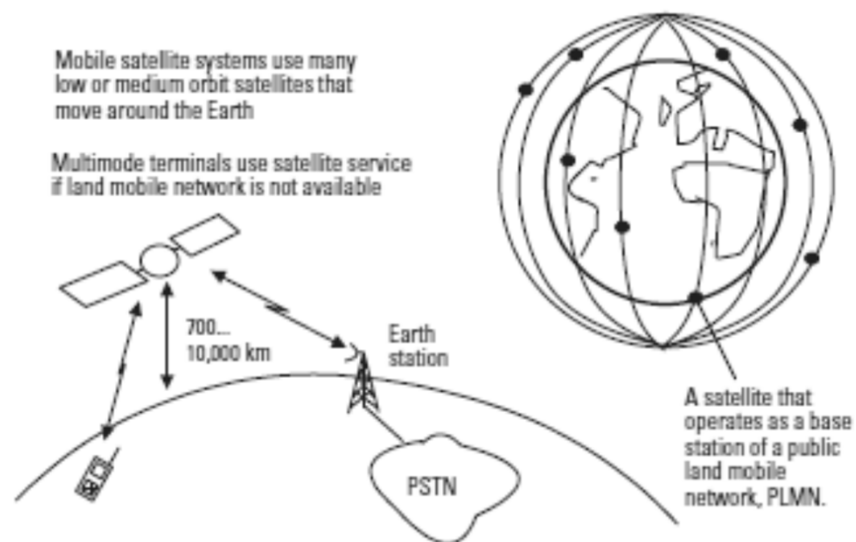 Mobile satellite systems use many
low or medium orbit satellites that
move around the Earth
Multimode terminals use satellite service
if land mobile network is not available
700...
10,000 km
Earth
station
PSTN
A satellite that
operates as a base
station of a public
land mobile
network, PLMN.